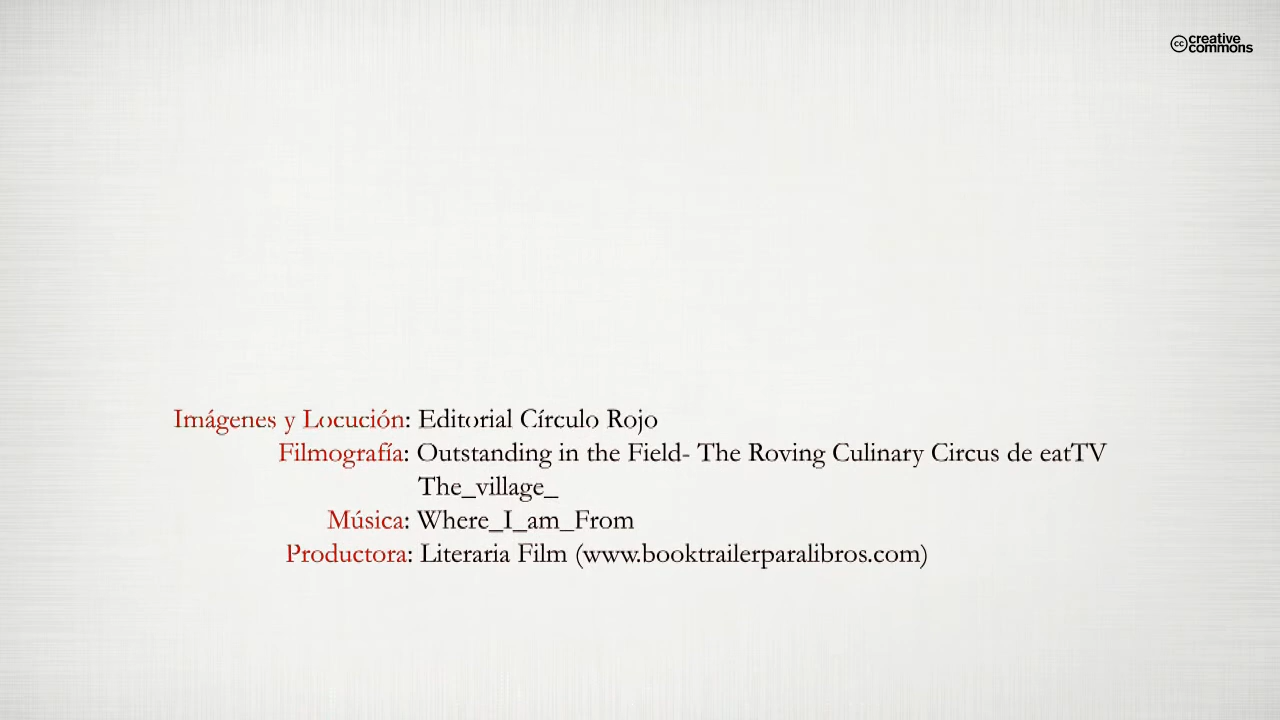 creative
commons
Imágenes y Locución: Editorial Círculo Rojo
Filmografía: Outstanding in the Field- The Roving Culinary Circus de eatTV
The_village_
Música: Where_I_am_From
Productora: Literaria Film (www.booktrailerparalibros.com)